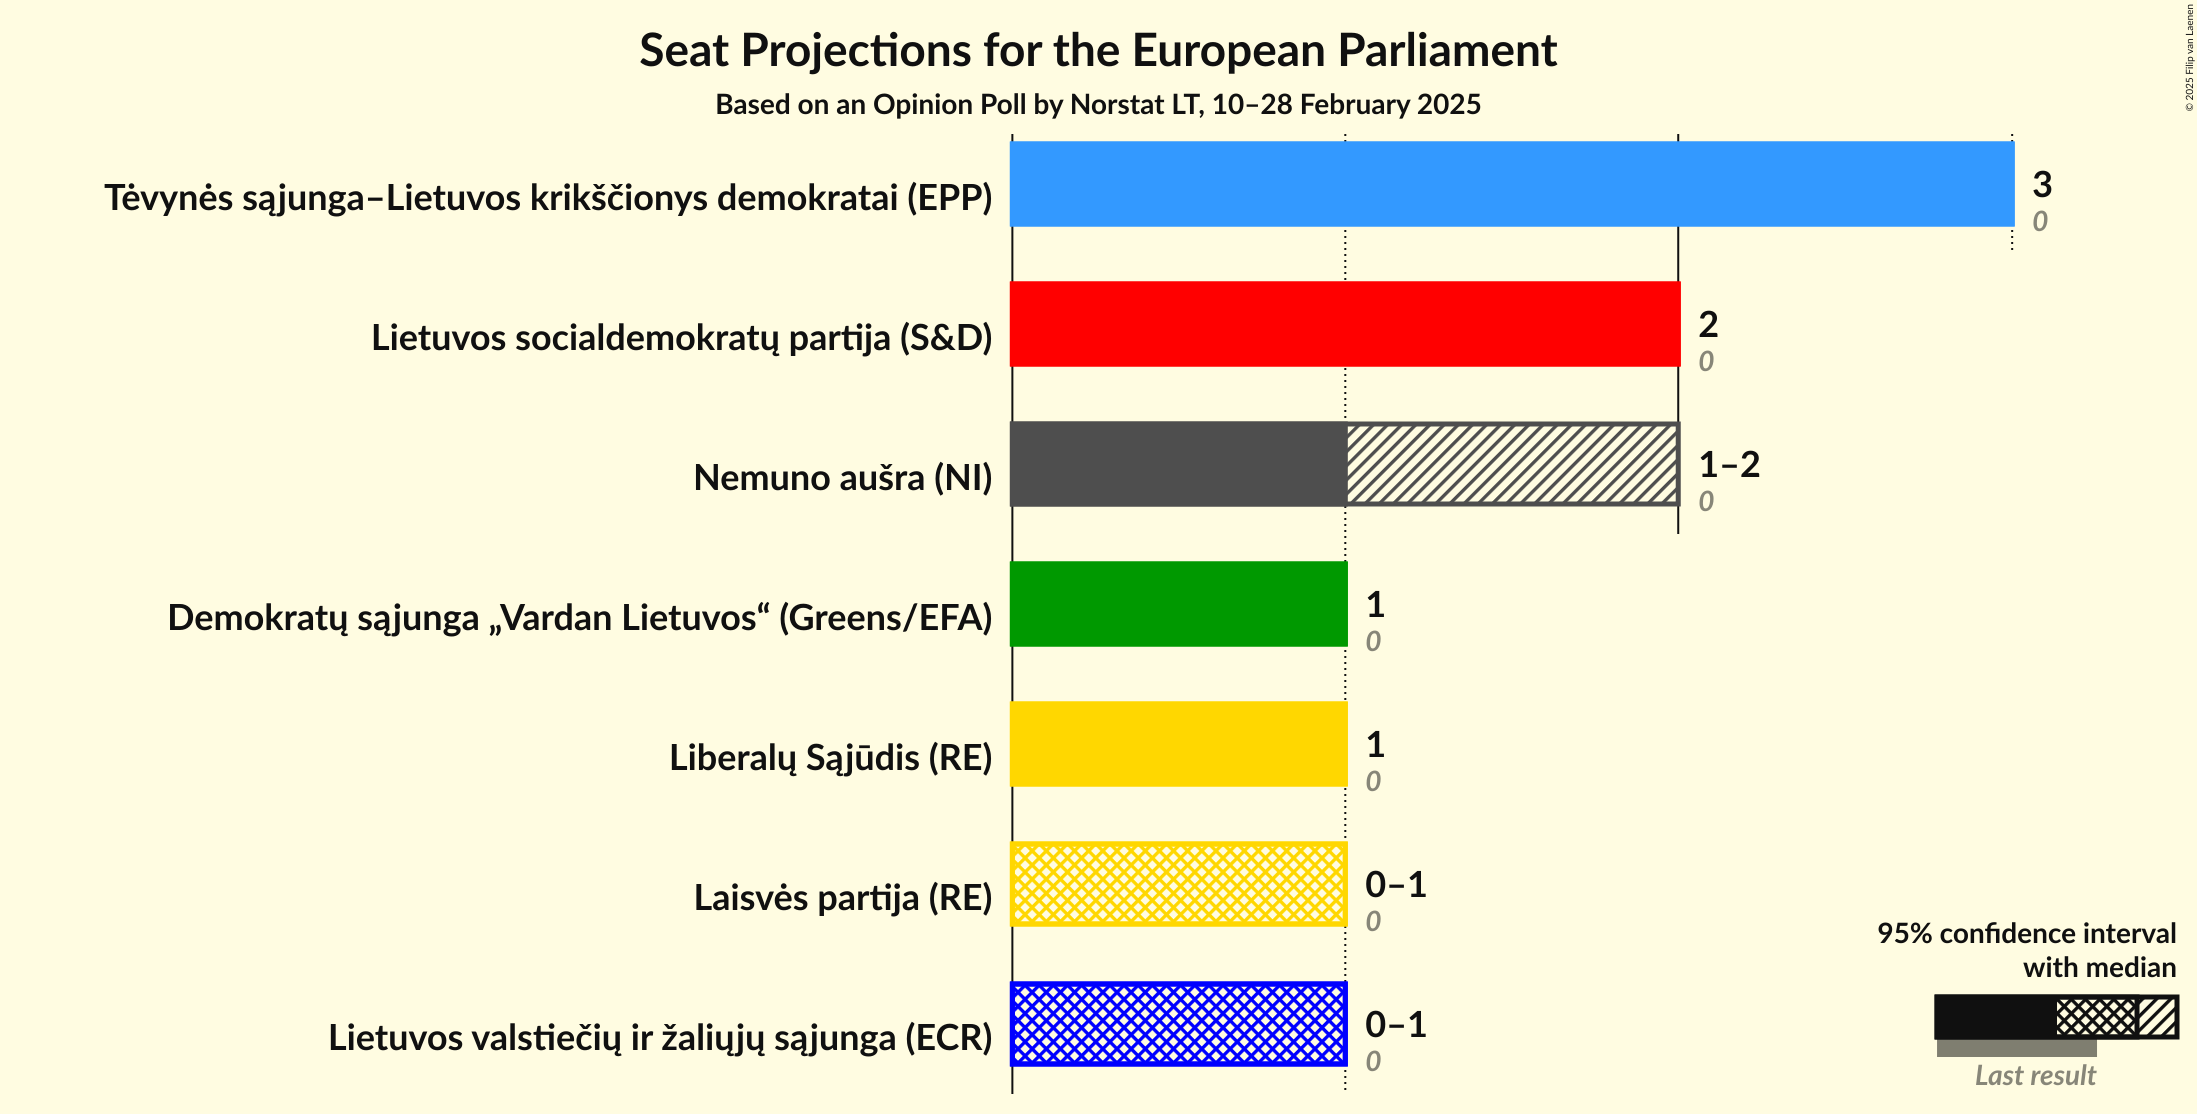 Seat Projections for the European Parliament
Based on an Opinion Poll by Norstat LT, 10–28 February 2025
© 2025 Filip van Laenen
Tėvynės sąjunga–Lietuvos krikščionys demokratai (EPP)
3
0
Lietuvos socialdemokratų partija (S&D)
2
0
Nemuno aušra (NI)
1–2
0
Demokratų sąjunga „Vardan Lietuvos“ (Greens/EFA)
1
0
Liberalų Sąjūdis (RE)
1
0
Laisvės partija (RE)
0–1
0
Lietuvos valstiečių ir žaliųjų sąjunga (ECR)
0–1
0
95% confidence interval
with median
Last result